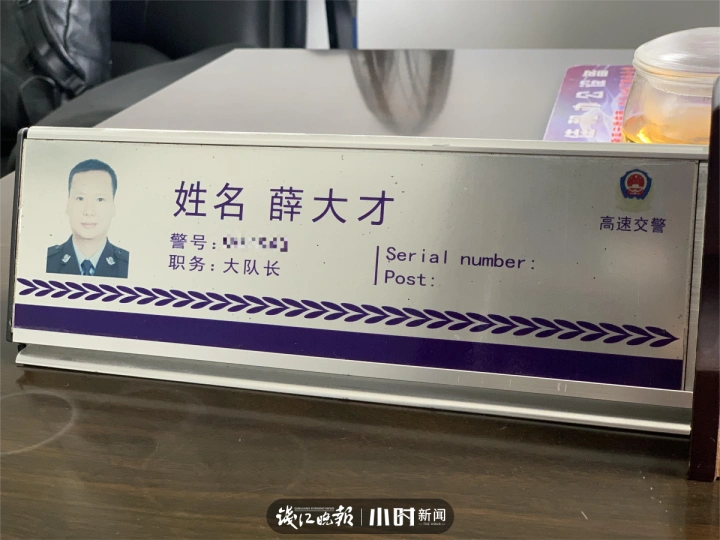 姓名 薛大才
高速交警
警号:
职务: 大队长
Serial number:
Post:
钱江晚报 | 小时新闻